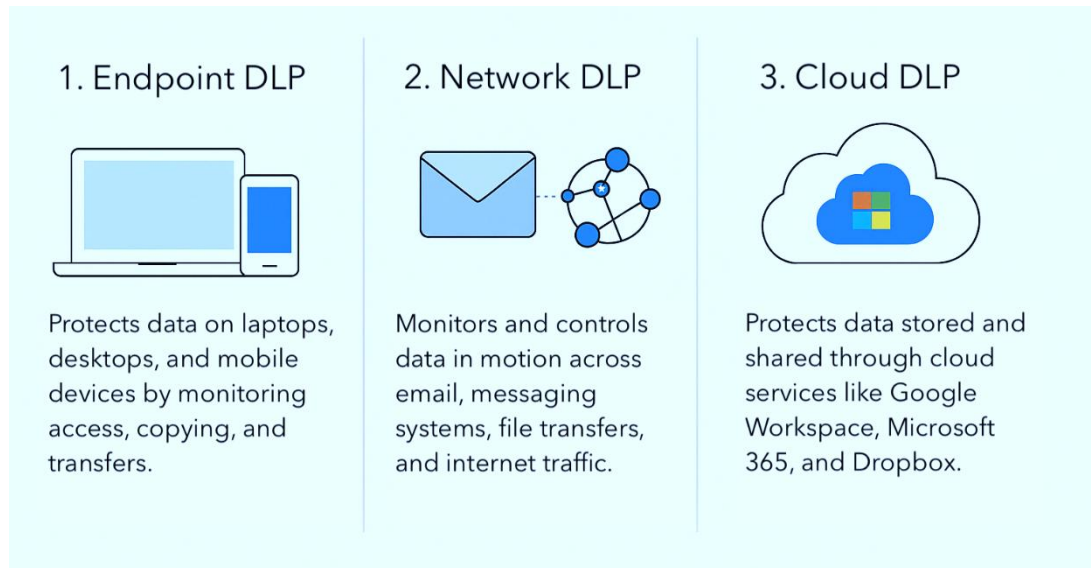 1. Endpoint DLP
Protects data on laptops,
desktops, and mobile
devices by monitoring
access, copying, and
transfers.
2. Network DLP
Monitors and controls
data in motion across
email, messaging
systems, file transfers,
and internet traffic.
3. Cloud DLP
Protects data stored and
shared through cloud
services like Google
Workspace, Microsoft
365, and Dropbox.